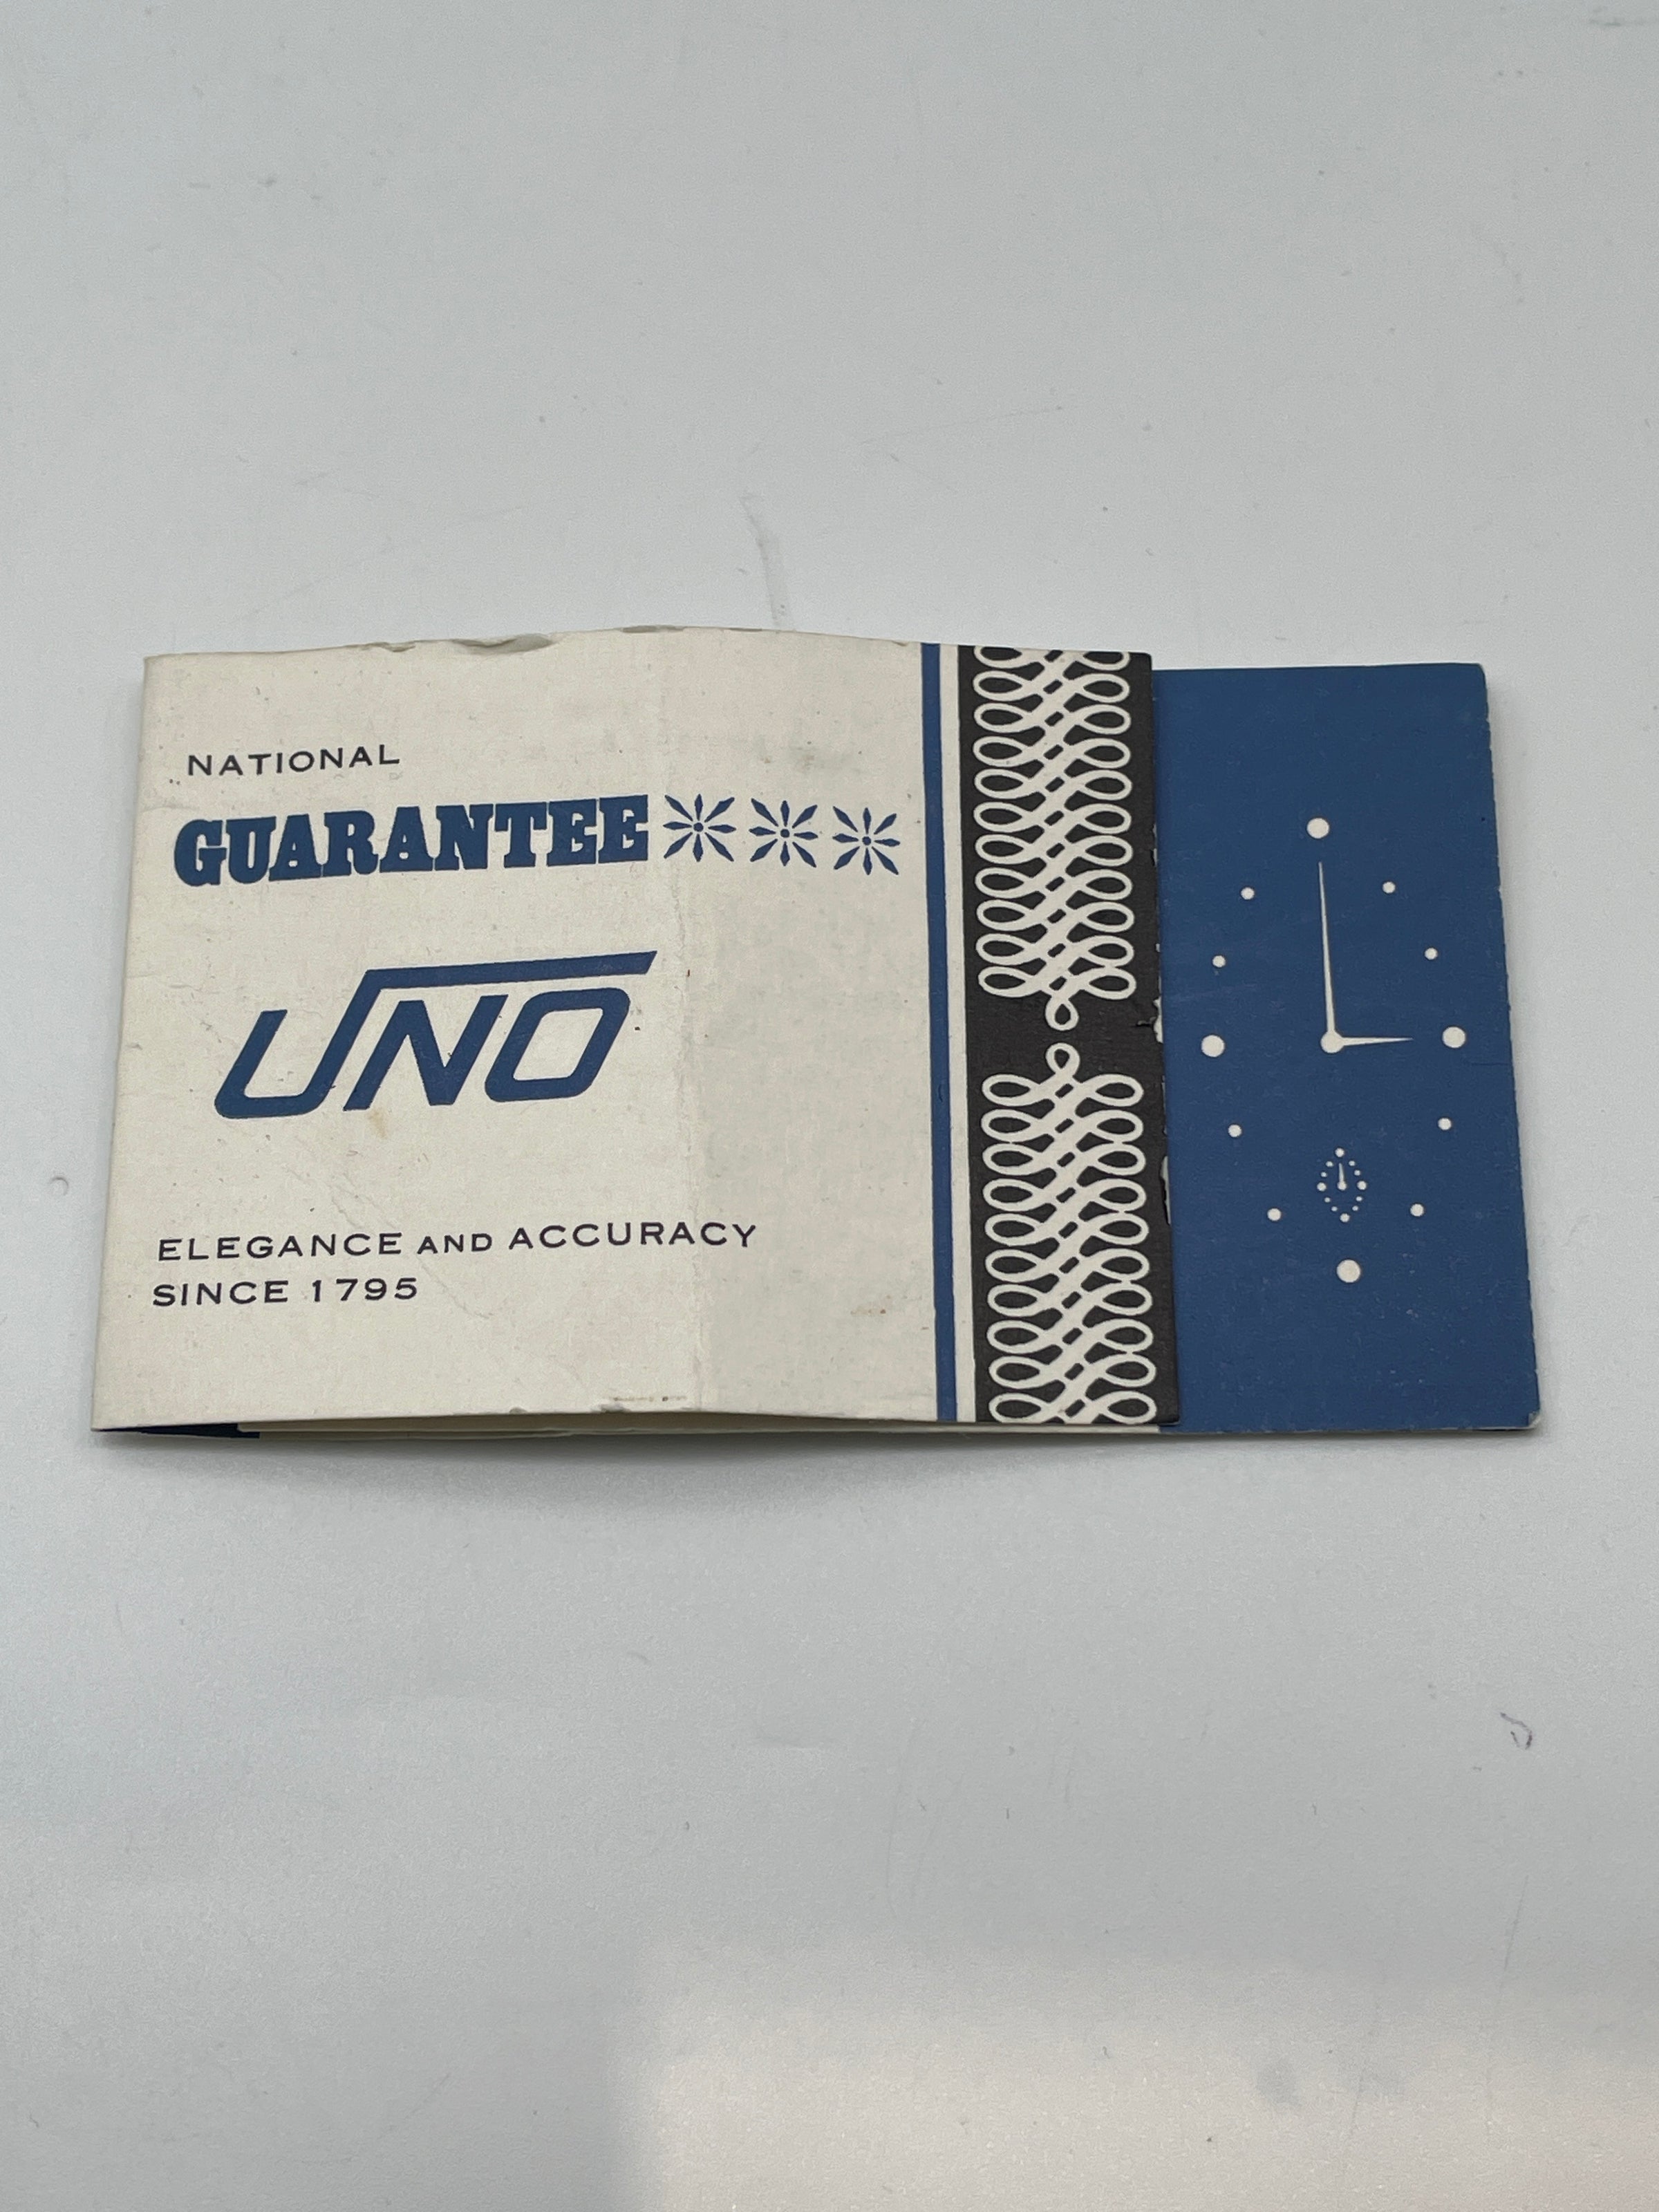 NATIONAL
GUARANTEE
UNO
ELEGANCE AND ACCURACY
SINCE 1795